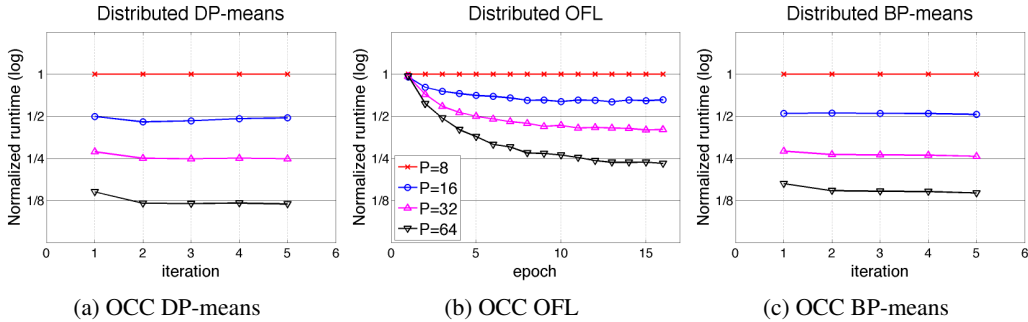 Distributed DP-means
Normalized runtime (log)
1
1/2
1/4
1/8
0 1 2 3 4 5 6
iteration
(a) OCC DP-means
Distributed OFL
Normalized runtime (log)
1
1/2
1/4
1/8
P=8
P=16
P=32
P=64
0 5 10 15
epoch
(b) OCC OFL
Distributed BP-means
Normalized runtime (log)
1
1/2
1/4
1/8
0 1 2 3 4 5 6
iteration
(c) OCC BP-means